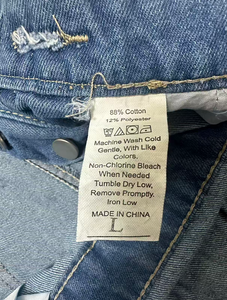 88% Cotton
12% Polyester
Machine Wash Cold
Gentle, With Like
Colors.
Non-Chlorine Bleach
When Needed
Tumble Dry Low,
Remove Promptly.
Iron Low
MADE IN CHINA
L